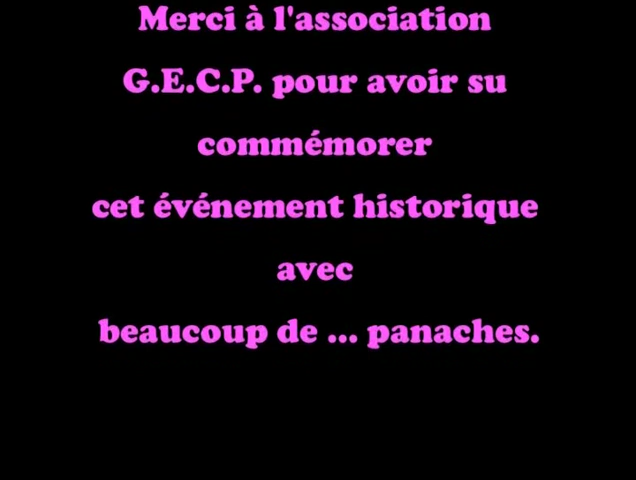 Merci à l'association
G.E.C.P. pour avoir su
commémorer
cet événement historique
avec
beaucoup de ... panaches.